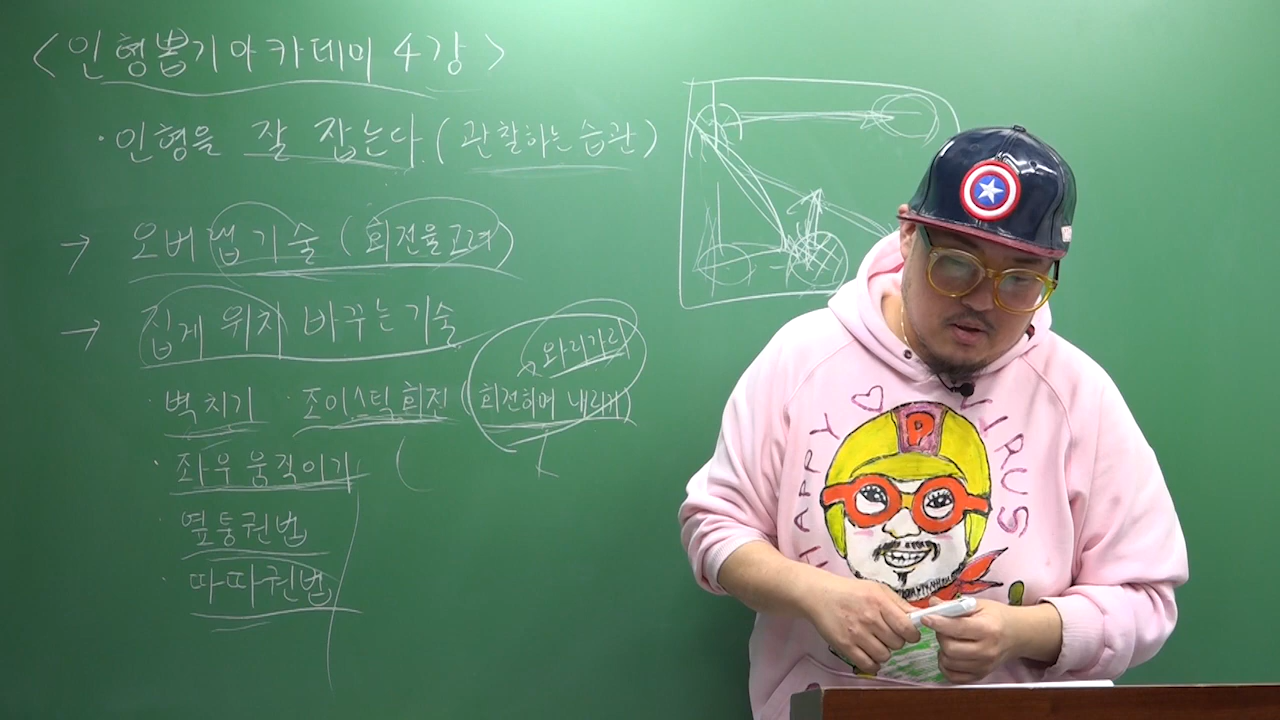 <인형뽑기아카데미 4강>
· 인형을 잘 잡는다. (관찰하는 습관)
→ 오버랩 기술 (회전율고려)
→ 집게 위치 바꾸는 기술
와리가리
· 벽치기 · 조이스틱 회전 (회전하며 내리기)
· 좌우 움직이기 (
· 옆퉁권법
· 따따권법
HAPPY VIRUS
P